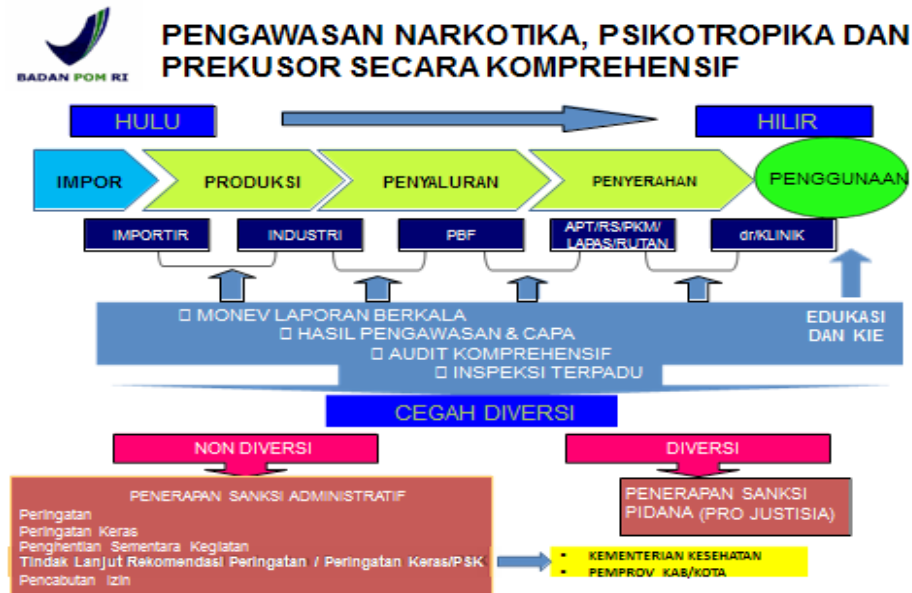 BADAN POM RI
PENGAWASAN NARKOTIKA, PSIKOTROPIKA DAN
PREKUSOR SECARA KOMPREHENSIF
HULU
HILIR
IMPOR
PRODUKSI
PENYALURAN
PENYERAHAN
PENGGUNAAN
IMPORTIR
INDUSTRI
PBF
APT/RS/PKM/
LAPAS/RUTAN
dr/KLINIK
MONEV LAPORAN BERKALA
HASIL PENGAWASAN & CAPA
AUDIT KOMPREHENSIF
INSPEKSI TERPADU
EDUKASI
DAN KIE
CEGAH DIVERSI
NON DIVERSI
DIVERSI
PENERAPAN SANKSI ADMINISTRATIF
Peringatan
Peringatan Keras
Penghentian Sementara Kegiatan
Tindak Lanjut Rekomendasi Peringatan / Peringatan Keras/PSK
Pencabutan Izin
PENERAPAN SANKSI
PIDANA (PRO JUSTISIA)
• KEMENTERIAN KESEHATAN
• PEMPROV KAB/KOTA